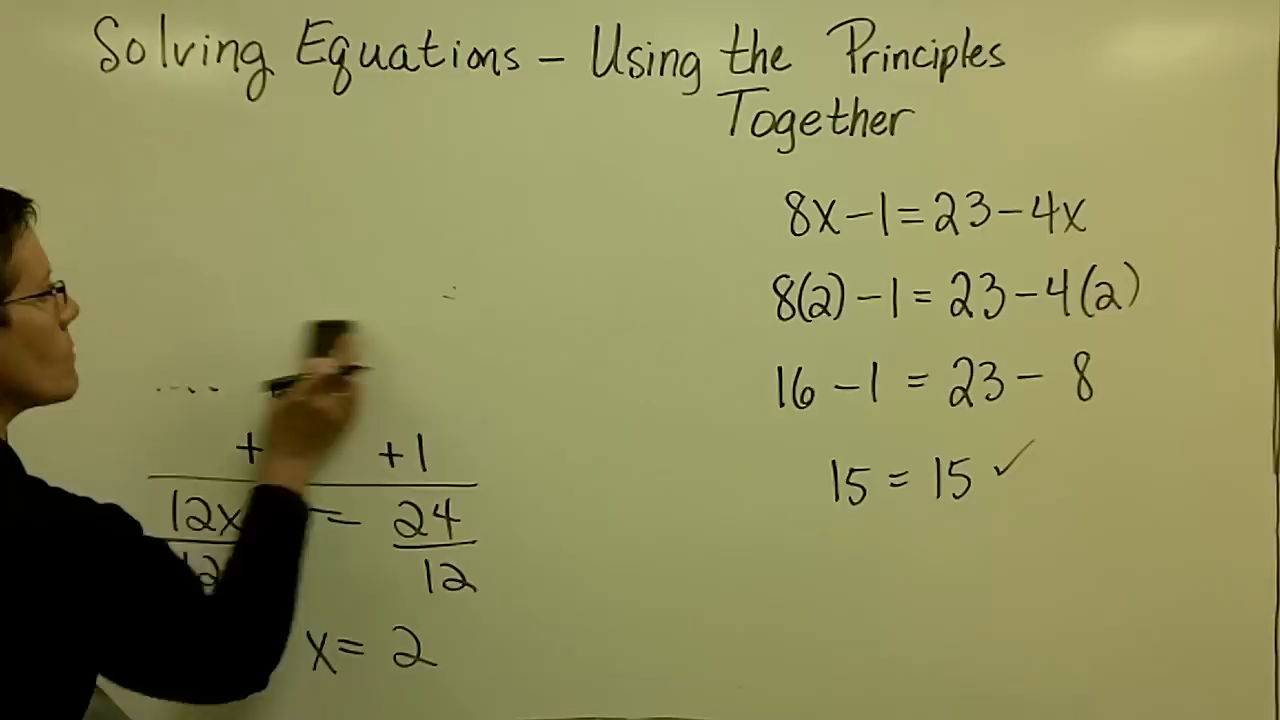 Solving Equations – Using the Principles
Together
8x – 1 = 23 – 4x
8(2) – 1 = 23 – 4(2)
16 – 1 = 23 – 8
15 = 15 ✓
+ +1
12x = 24
12 12
x = 2